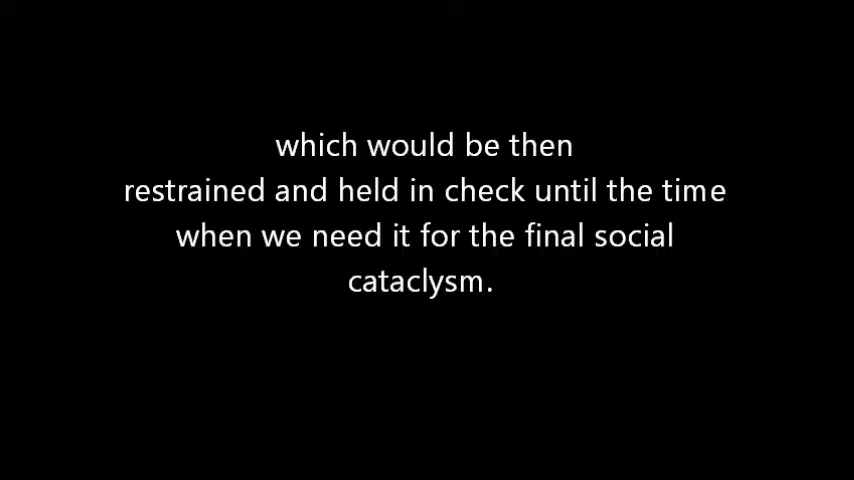 which would be then
restrained and held in check until the time
when we need it for the final social
cataclysm.